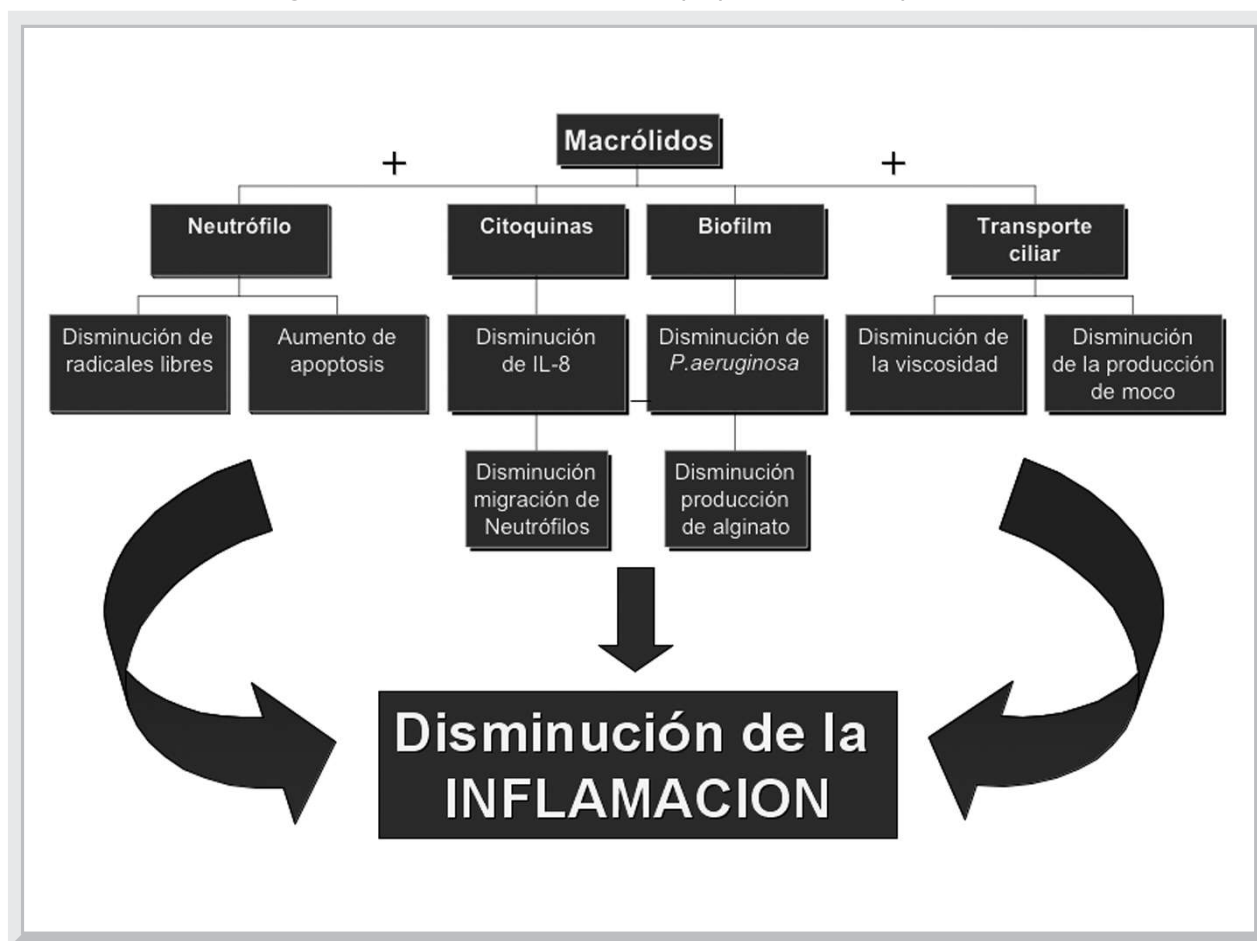 Macrólidos
+
+
Neutrófilo
Citoquinas
Biofilm
Transporte
ciliar
Disminución de
radicales libres
Aumento de
apoptosis
Disminución
de IL-8
Disminución de
P.aeruginosa
Disminución de
la viscosidad
Disminución
de la producción
de moco
Disminución
migración de
Neutrófilos
Disminución
producción
de alginato
Disminución de la
INFLAMACION